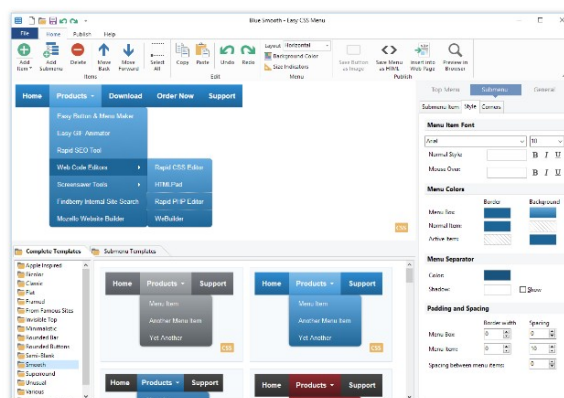 Blue Smooth - Easy CSS Menu
File Home Publish Help
Add Item Add Submenu Delete Move Back Move Forward Select All Copy Paste Undo Redo
Layout Horizontal
Background Color
Size Indicators
Save Button as Image Save Menu as HTML Insert into Web Page Preview in Browser
Items Edit Menu Publish
Home Products Download Order Now Support
Easy Button & Menu Maker
Easy GIF Animator
Rapid SEO Tool
Web Code Editors
Screensaver Tools
Findberry Internal Site Search
Mozello Website Builder
Rapid CSS Editor
HTMLPad
Rapid PHP Editor
WeBuilder
CSS
Top Menu Submenu General
Submenu Item Style Corners
Menu Item Font
Arial 10
Normal Style: B I U
Mouse Over: B I U
Menu Colors
Border Background
Menu Box:
Normal Item:
Active Item:
Menu Separator
Color:
Shadow: Show
Padding and Spacing
Border width Spacing
Menu Box 0 0
Menu Item: 0 10
Spacing between menu items: 0
Complete Templates Submenu Templates
Apple Inspired
Classic
Flat
Framed
From Famous Sites
Invisible Top
Minimalistic
Rounded Bar
Rounded Buttons
Semi-Sleek
Smooth
Superound
Unusual
Various
Home Products Support
Menu Item
Another Menu Item
Yet Another
CSS
Home Products Support
Menu Item
Another Menu Item
Yet Another
CSS
Home Products Support
Home Products Support